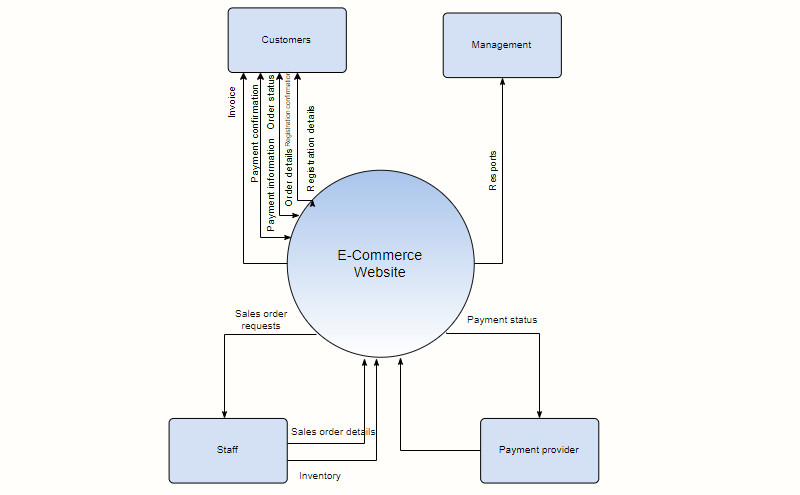 Customers
Management
Invoice
Payment confirmation
Payment information
Order status
Order details
Registration confirmation
Registration details
Resports
E-Commerce
Website
Sales order
requests
Payment status
Sales order details
Staff
Inventory
Payment provider